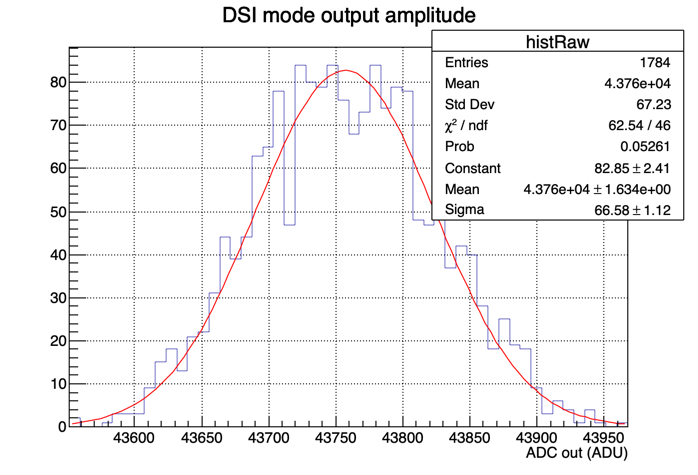 DSI mode output amplitude
histRaw
Entries 1784
Mean 4.376e+04
Std Dev 67.23
χ² / ndf 62.54 / 46
Prob 0.05261
Constant 82.85 ± 2.41
Mean 4.376e+04 ± 1.634e+00
Sigma 66.58 ± 1.12
80
70
60
50
40
30
20
10
0
43600 43650 43700 43750 43800 43850 43900 43950
ADC out (ADU)